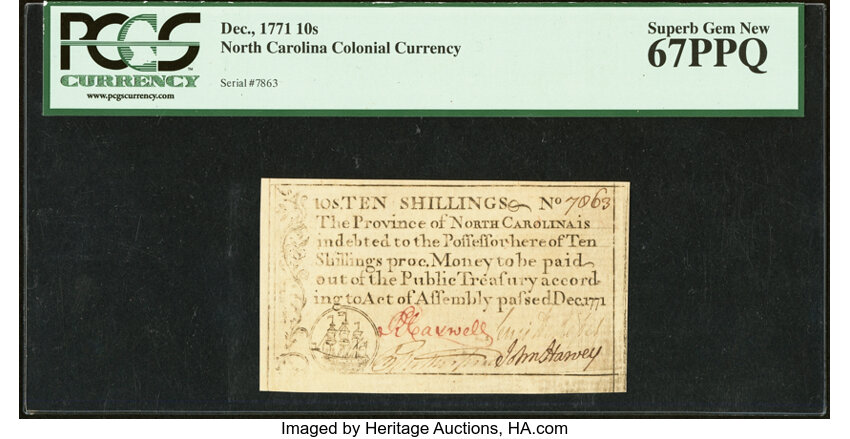 PCGS
CURRENCY
www.pcgscurrency.com
Dec., 1771 10s
North Carolina Colonial Currency
Serial #7863
Superb Gem New
67PPQ
10S.TEN SHILLINGS No 7863
The Province of NORTH CAROLINA is
indebted to the Poſſeſſor hereof Ten
Shillings proc. Money to be paid
out of the Public Treaſury accord
ing to Act of Aſſembly paſsed Dec.1771
RCaswell
John Harvey
Imaged by Heritage Auctions, HA.com